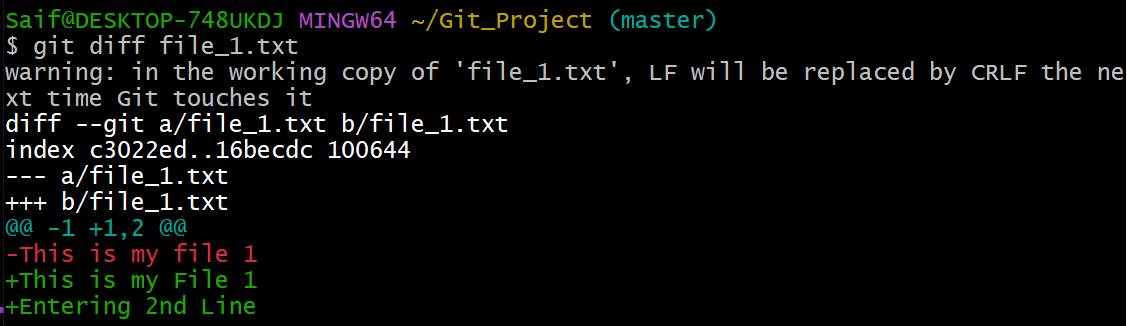 Saif@DESKTOP-748UKDJ MINGW64 ~/Git_Project (master)
$ git diff file_1.txt
warning: in the working copy of 'file_1.txt', LF will be replaced by CRLF the ne
xt time Git touches it
diff --git a/file_1.txt b/file_1.txt
index c3022ed..16becdc 100644
--- a/file_1.txt
+++ b/file_1.txt
@@ -1 +1,2 @@
-This is my file 1
+This is my File 1
+Entering 2nd Line